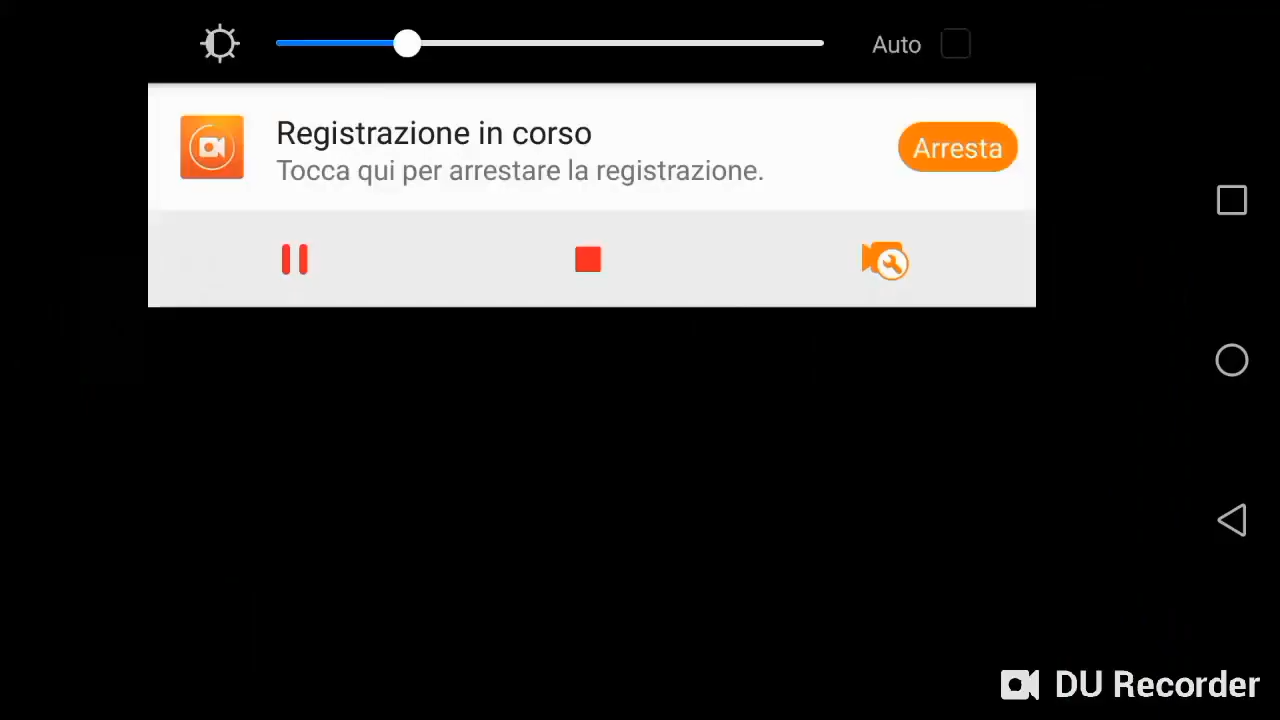 Auto
Registrazione in corso
Tocca qui per arrestare la registrazione.
Arresta
DU Recorder